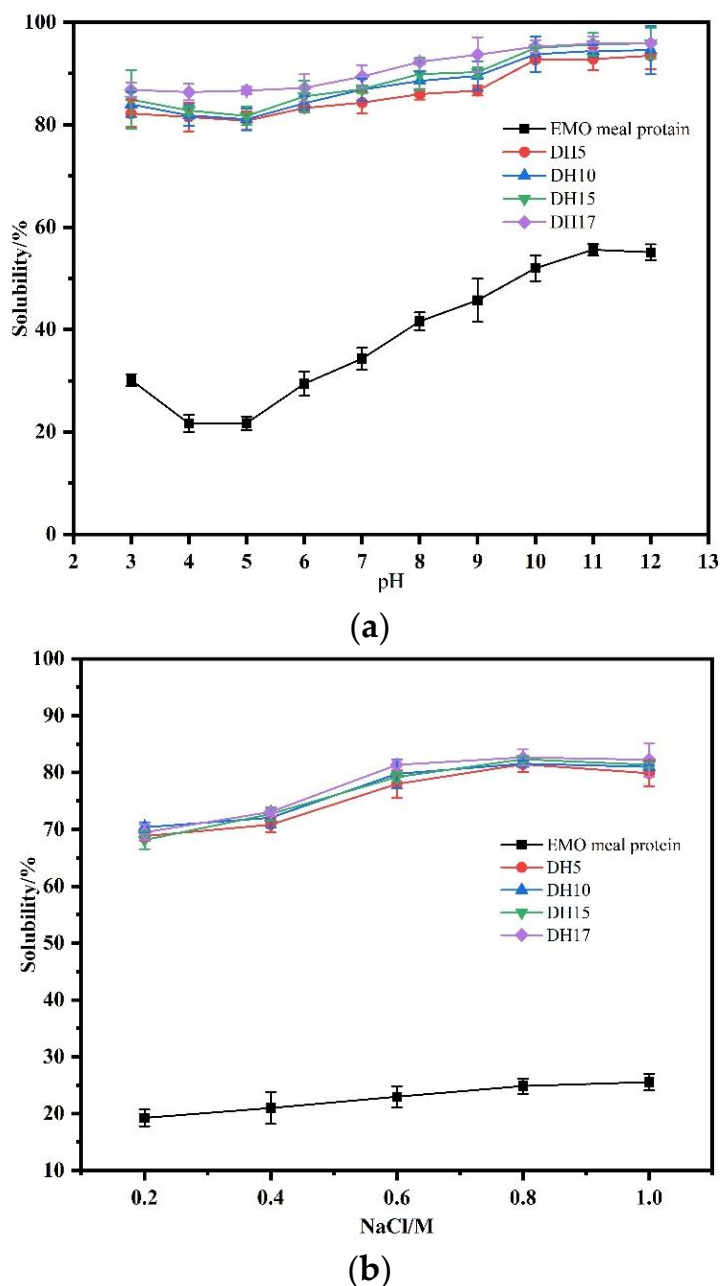 100
80
60
40
20
0
Solubility/%
EMO meal protain
DH5
DH10
DH15
DH17
2 3 4 5 6 7 8 9 10 11 12 13
pH
(a)
100
90
80
70
60
50
40
30
20
10
Solubility/%
EMO meal protein
DH5
DH10
DH15
DH17
0.2 0.4 0.6 0.8 1.0
NaCl/M
(b)